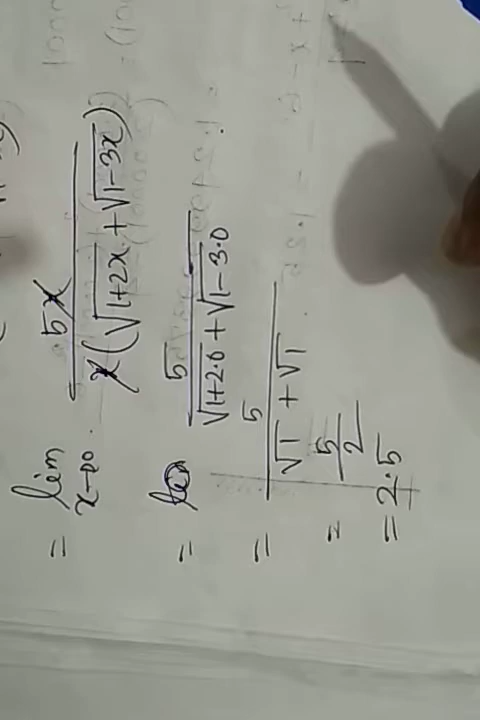 = lim x→0 5x / x(√1+2x + √1-3x)
= 5 / √1+2.0 + √1-3.0
= 5 / √1 + √1
= 5/2
= 2.5